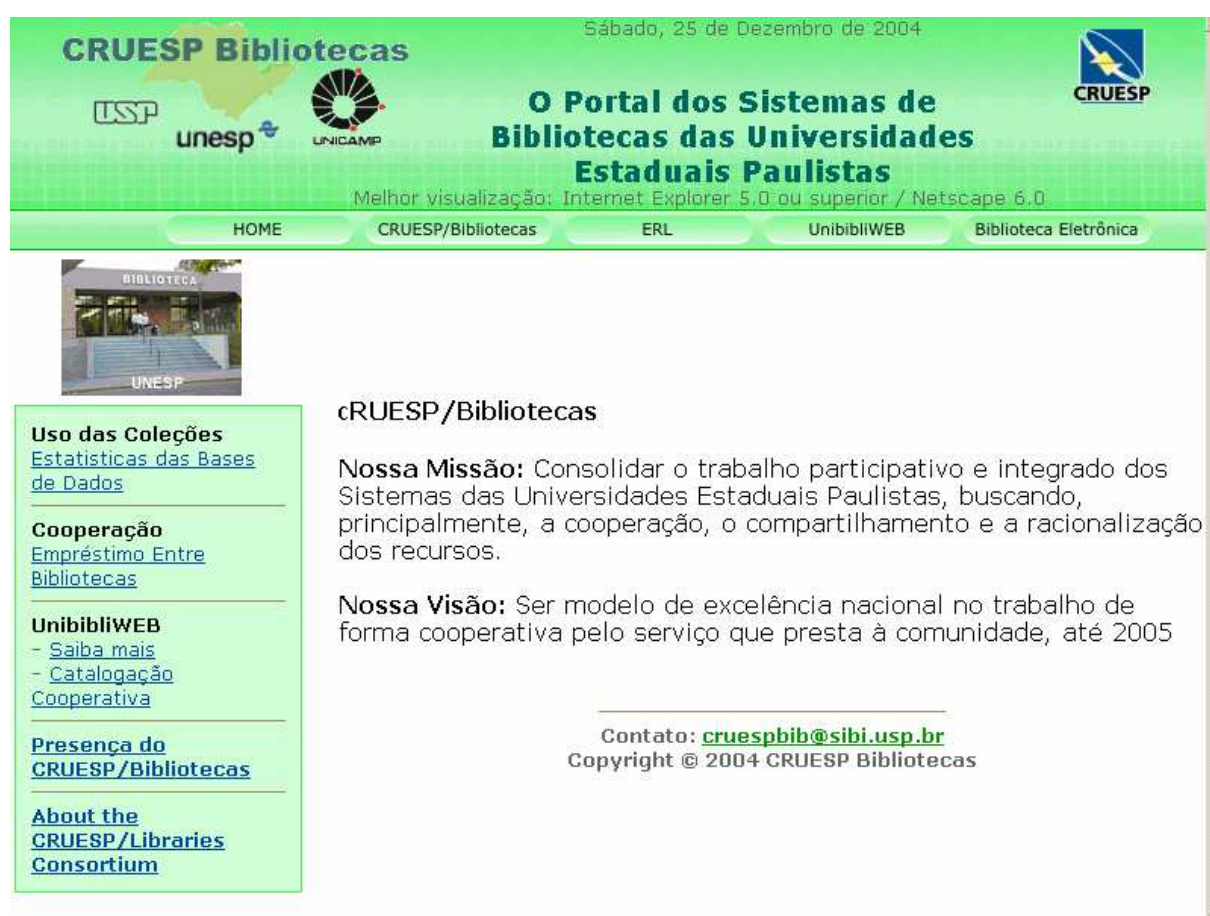 CRUESP Bibliotecas
Sábado, 25 de Dezembro de 2004
CRUESP
USP
unesp
UNICAMP
O Portal dos Sistemas de
Bibliotecas das Universidades
Estaduais Paulistas
Melhor visualização: Internet Explorer 5.0 ou superior / Netscape 6.0
HOME CRUESP/Bibliotecas ERL UnibibliWEB Biblioteca Eletrônica
BIBLIOTECA
UNESP
Uso das Coleções
Estatisticas das Bases
de Dados
Cooperação
Empréstimo Entre
Bibliotecas
UnibibliWEB
- Saiba mais
- Catalogação
Cooperativa
Presença do
CRUESP/Bibliotecas
About the
CRUESP/Libraries
Consortium
cRUESP/Bibliotecas
Nossa Missão: Consolidar o trabalho participativo e integrado dos
Sistemas das Universidades Estaduais Paulistas, buscando,
principalmente, a cooperação, o compartilhamento e a racionalização
dos recursos.
Nossa Visão: Ser modelo de excelência nacional no trabalho de
forma cooperativa pelo serviço que presta à comunidade, até 2005
Contato: cruespbib@sibi.usp.br
Copyright © 2004 CRUESP Bibliotecas